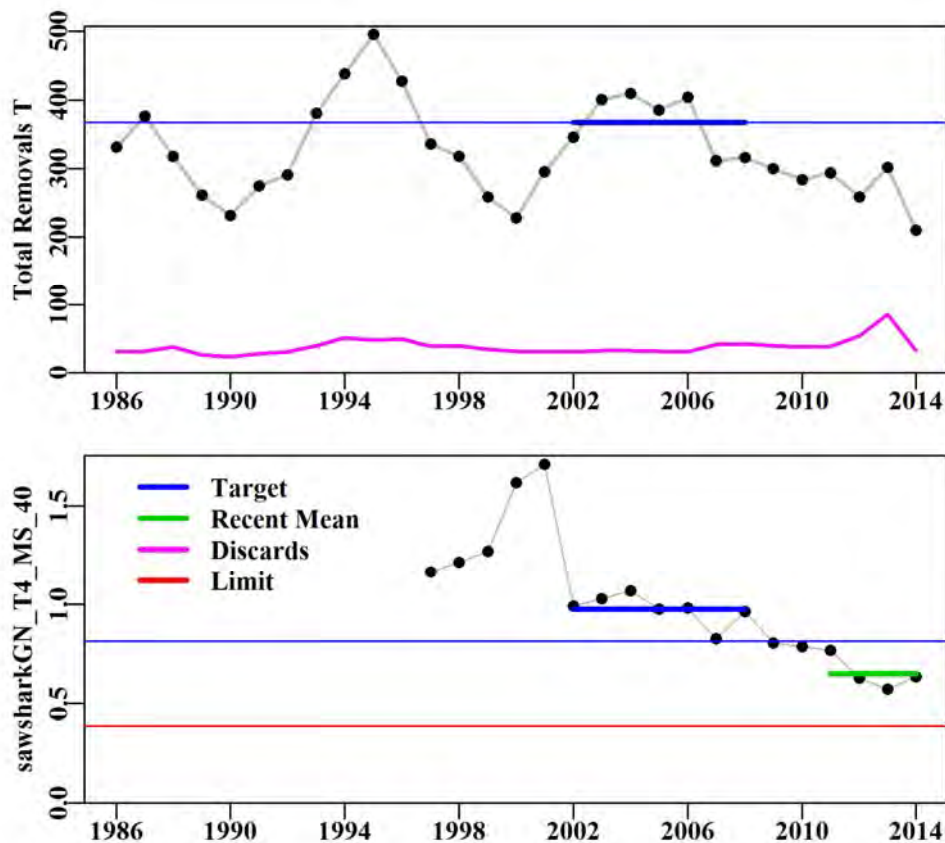 Total Removals T
500
400
300
200
100
0
1986 1990 1994 1998 2002 2006 2010 2014
sawsharkGN_T4_MS_40
1.5
1.0
0.5
0.0
Target
Recent Mean
Discards
Limit
1986 1990 1994 1998 2002 2006 2010 2014